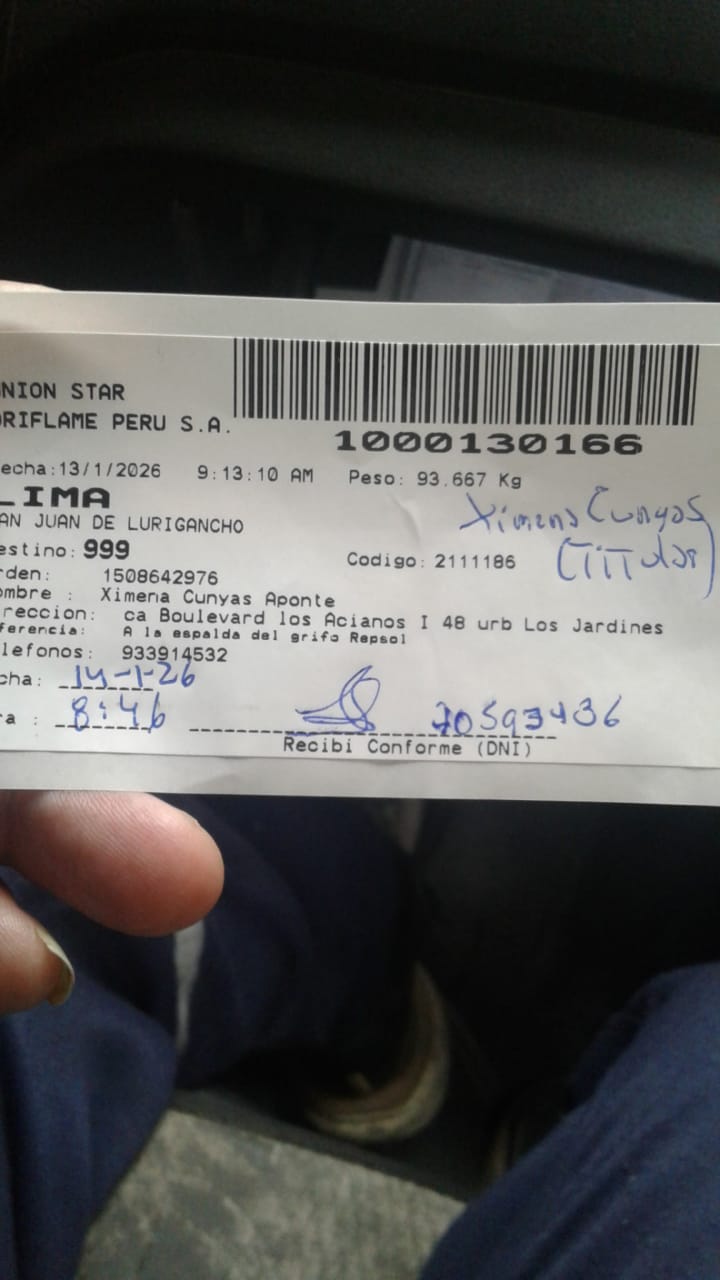 NION STAR
ORIFLAME PERU S.A.
1000130166
echa:13/1/2026 9:13:10 AM Peso: 93.667 Kg
LIMA
AN JUAN DE LURIGANCHO
Ximena Cunyas
(TiTular)
estino: 999
Codigo: 2111186
rden: 1508642976
ombre : Ximena Cunyas Aponte
reccion: ca Boulevard los Acianos I 48 urb Los Jardines
ferencia: A la espalda del grifo Repsol
lefonos: 933914532
cha: 14-1-26
a : 8:46 70593436
Recibi Conforme (DNI)